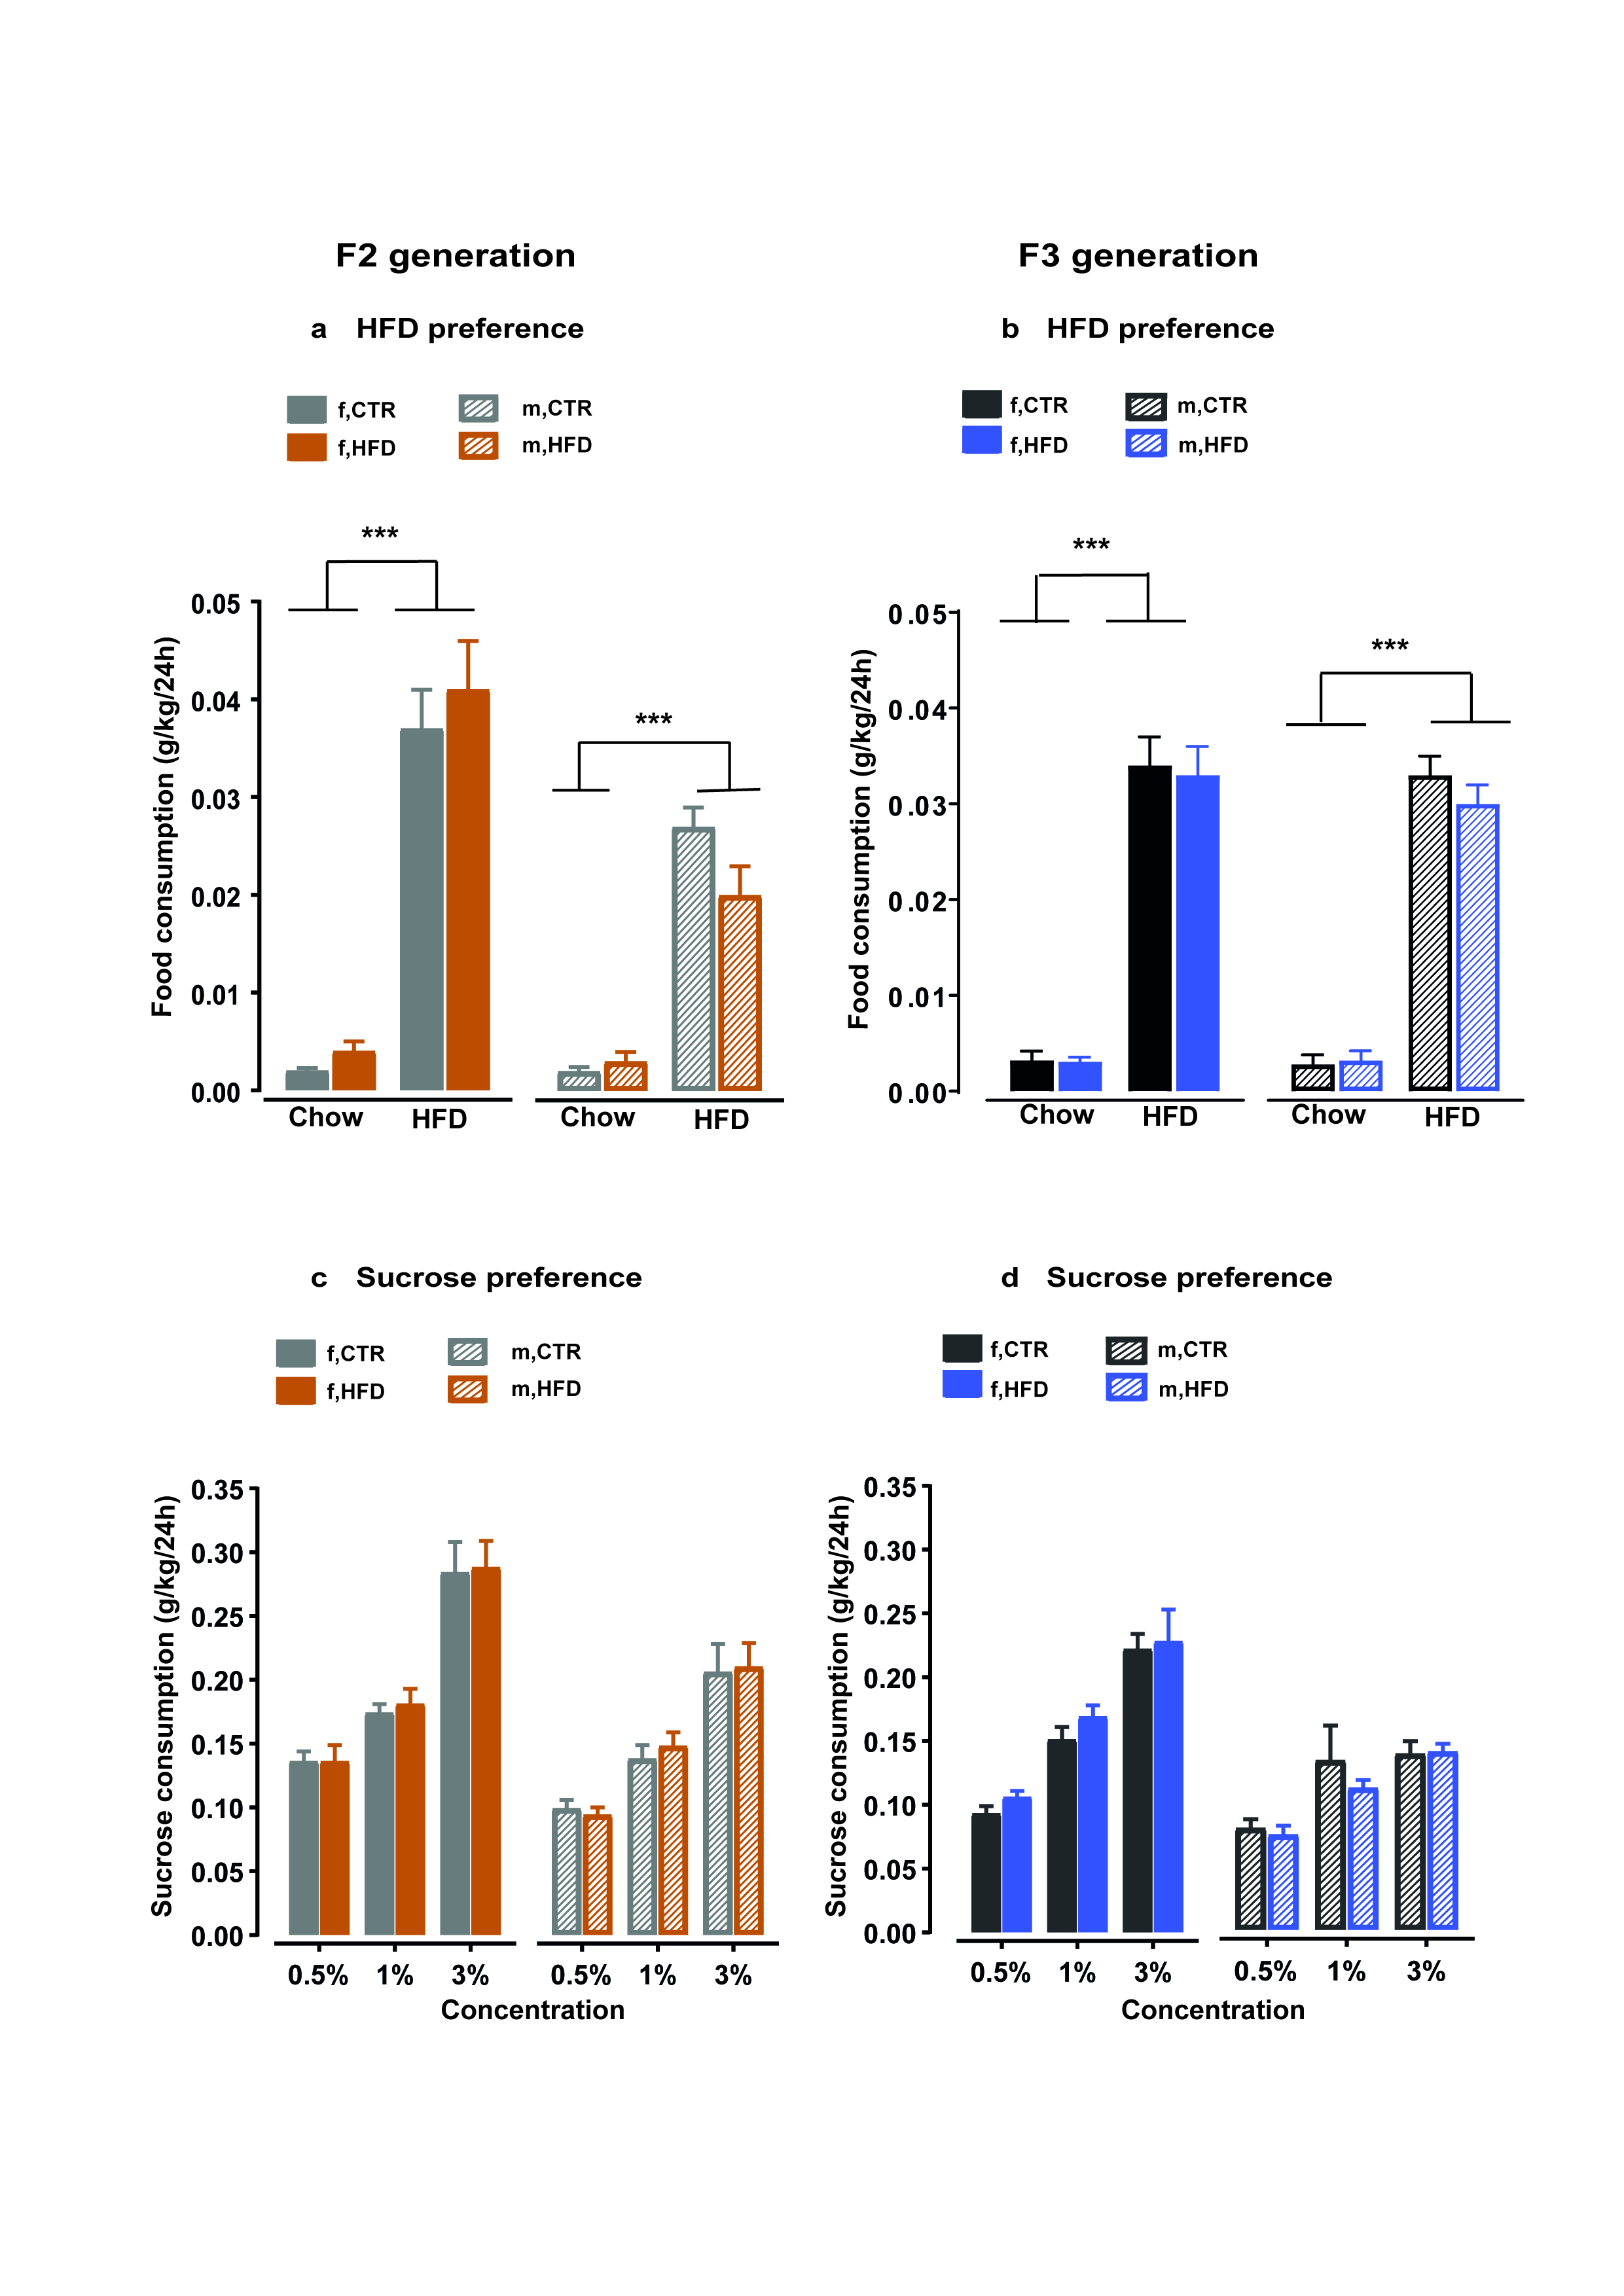 F2 generation
F3 generation
a HFD preference
b HFD preference
f,CTR
m,CTR
f,HFD
m,HFD
f,CTR
m,CTR
f,HFD
m,HFD
***
***
Food consumption (g/kg/24h)
0.05
0.04
0.03
0.02
0.01
0.00
Chow
HFD
Chow
HFD
***
***
Food consumption (g/kg/24h)
0.05
0.04
0.03
0.02
0.01
0.00
Chow
HFD
Chow
HFD
c Sucrose preference
d Sucrose preference
f,CTR
m,CTR
f,HFD
m,HFD
f,CTR
m,CTR
f,HFD
m,HFD
Sucrose consumption (g/kg/24h)
0.35
0.30
0.25
0.20
0.15
0.10
0.05
0.00
0.5% 1% 3%
0.5% 1% 3%
Concentration
Sucrose consumption (g/kg/24h)
0.35
0.30
0.25
0.20
0.15
0.10
0.05
0.00
0.5% 1% 3%
0.5% 1% 3%
Concentration